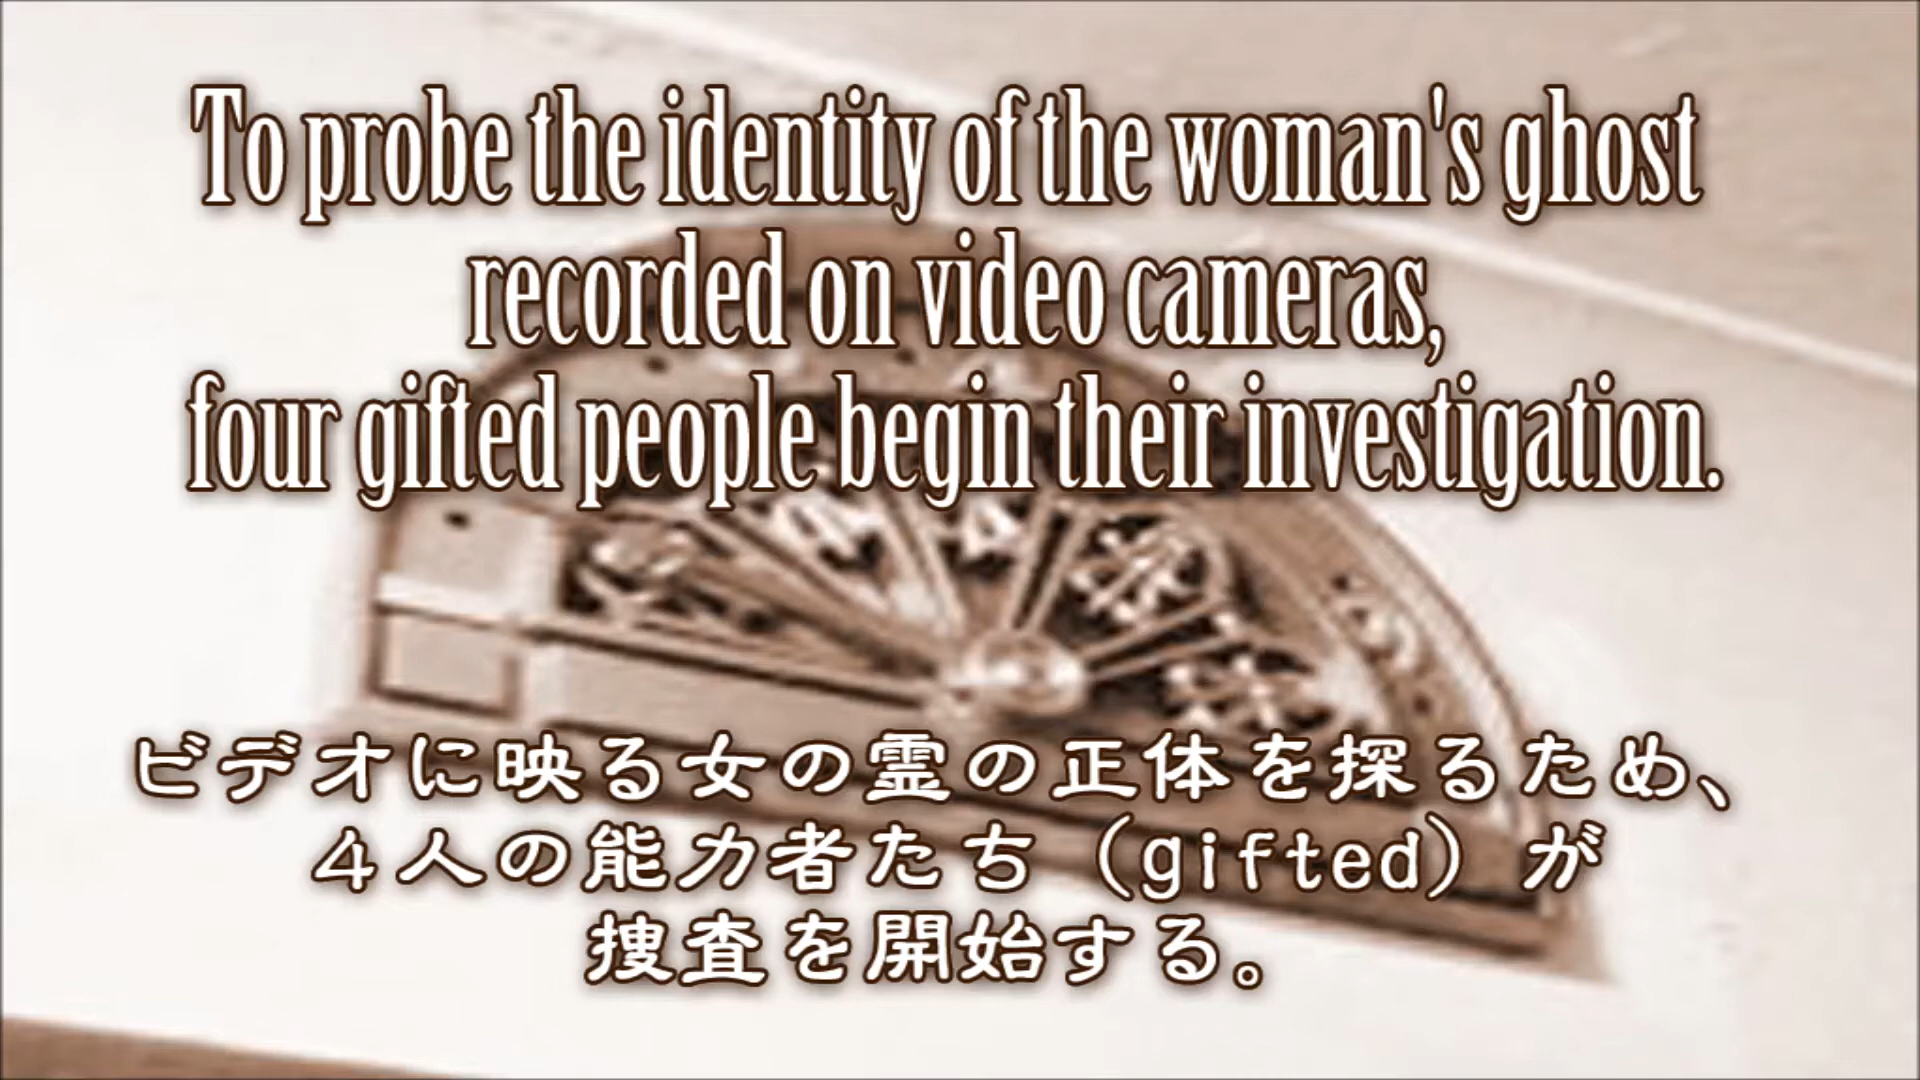 To probe the identity of the woman's ghost
recorded on video cameras,
four gifted people begin their investigation.
ビデオに映る女の霊の正体を探るため、
４人の能力者たち（gifted）が
捜査を開始する。